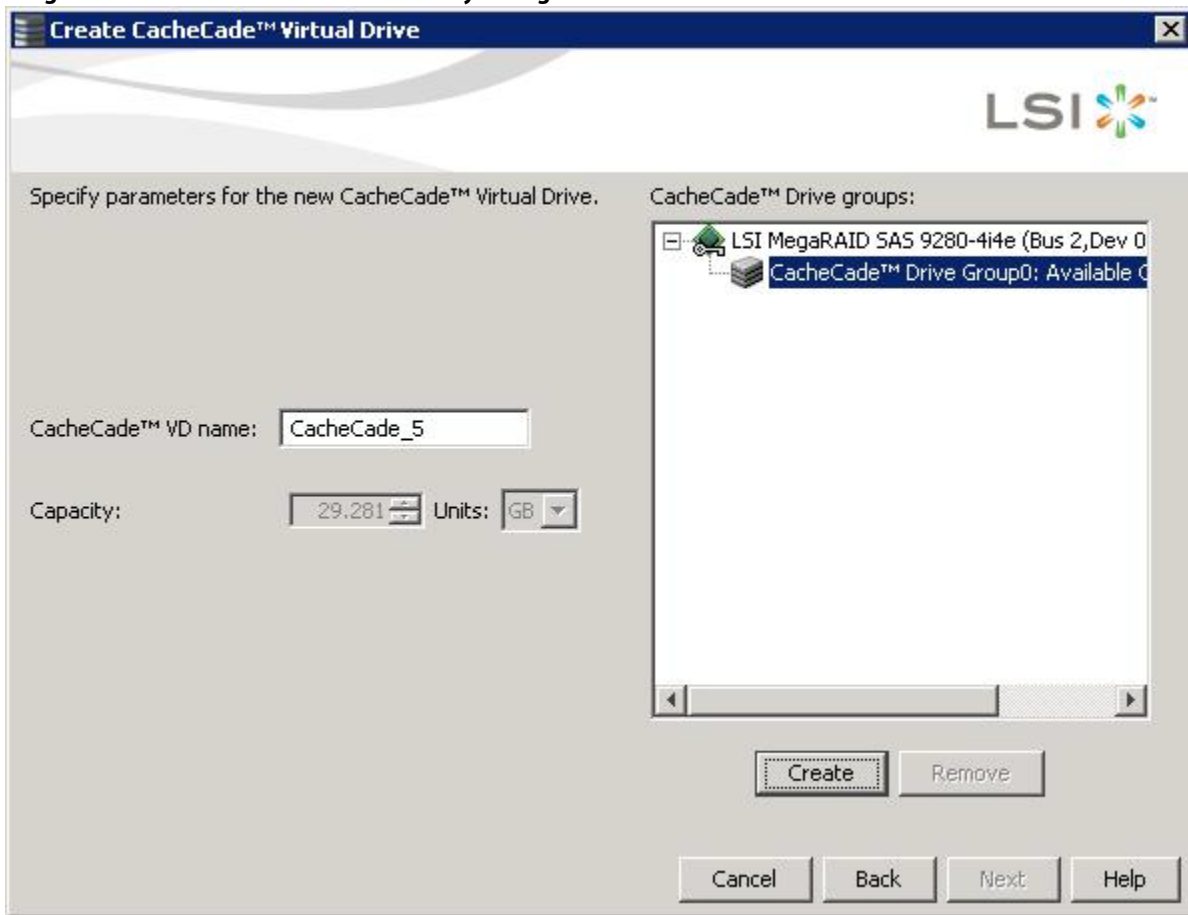 Create CacheCade™ Virtual Drive
LSI
Specify parameters for the new CacheCade™ Virtual Drive.
CacheCade™ Drive groups:
LSI MegaRAID SAS 9280-4i4e (Bus 2,Dev 0
CacheCade™ Drive Group0: Available
CacheCade™ VD name: CacheCade_5
Capacity: 29.281 Units: GB
Create Remove
Cancel Back Next Help